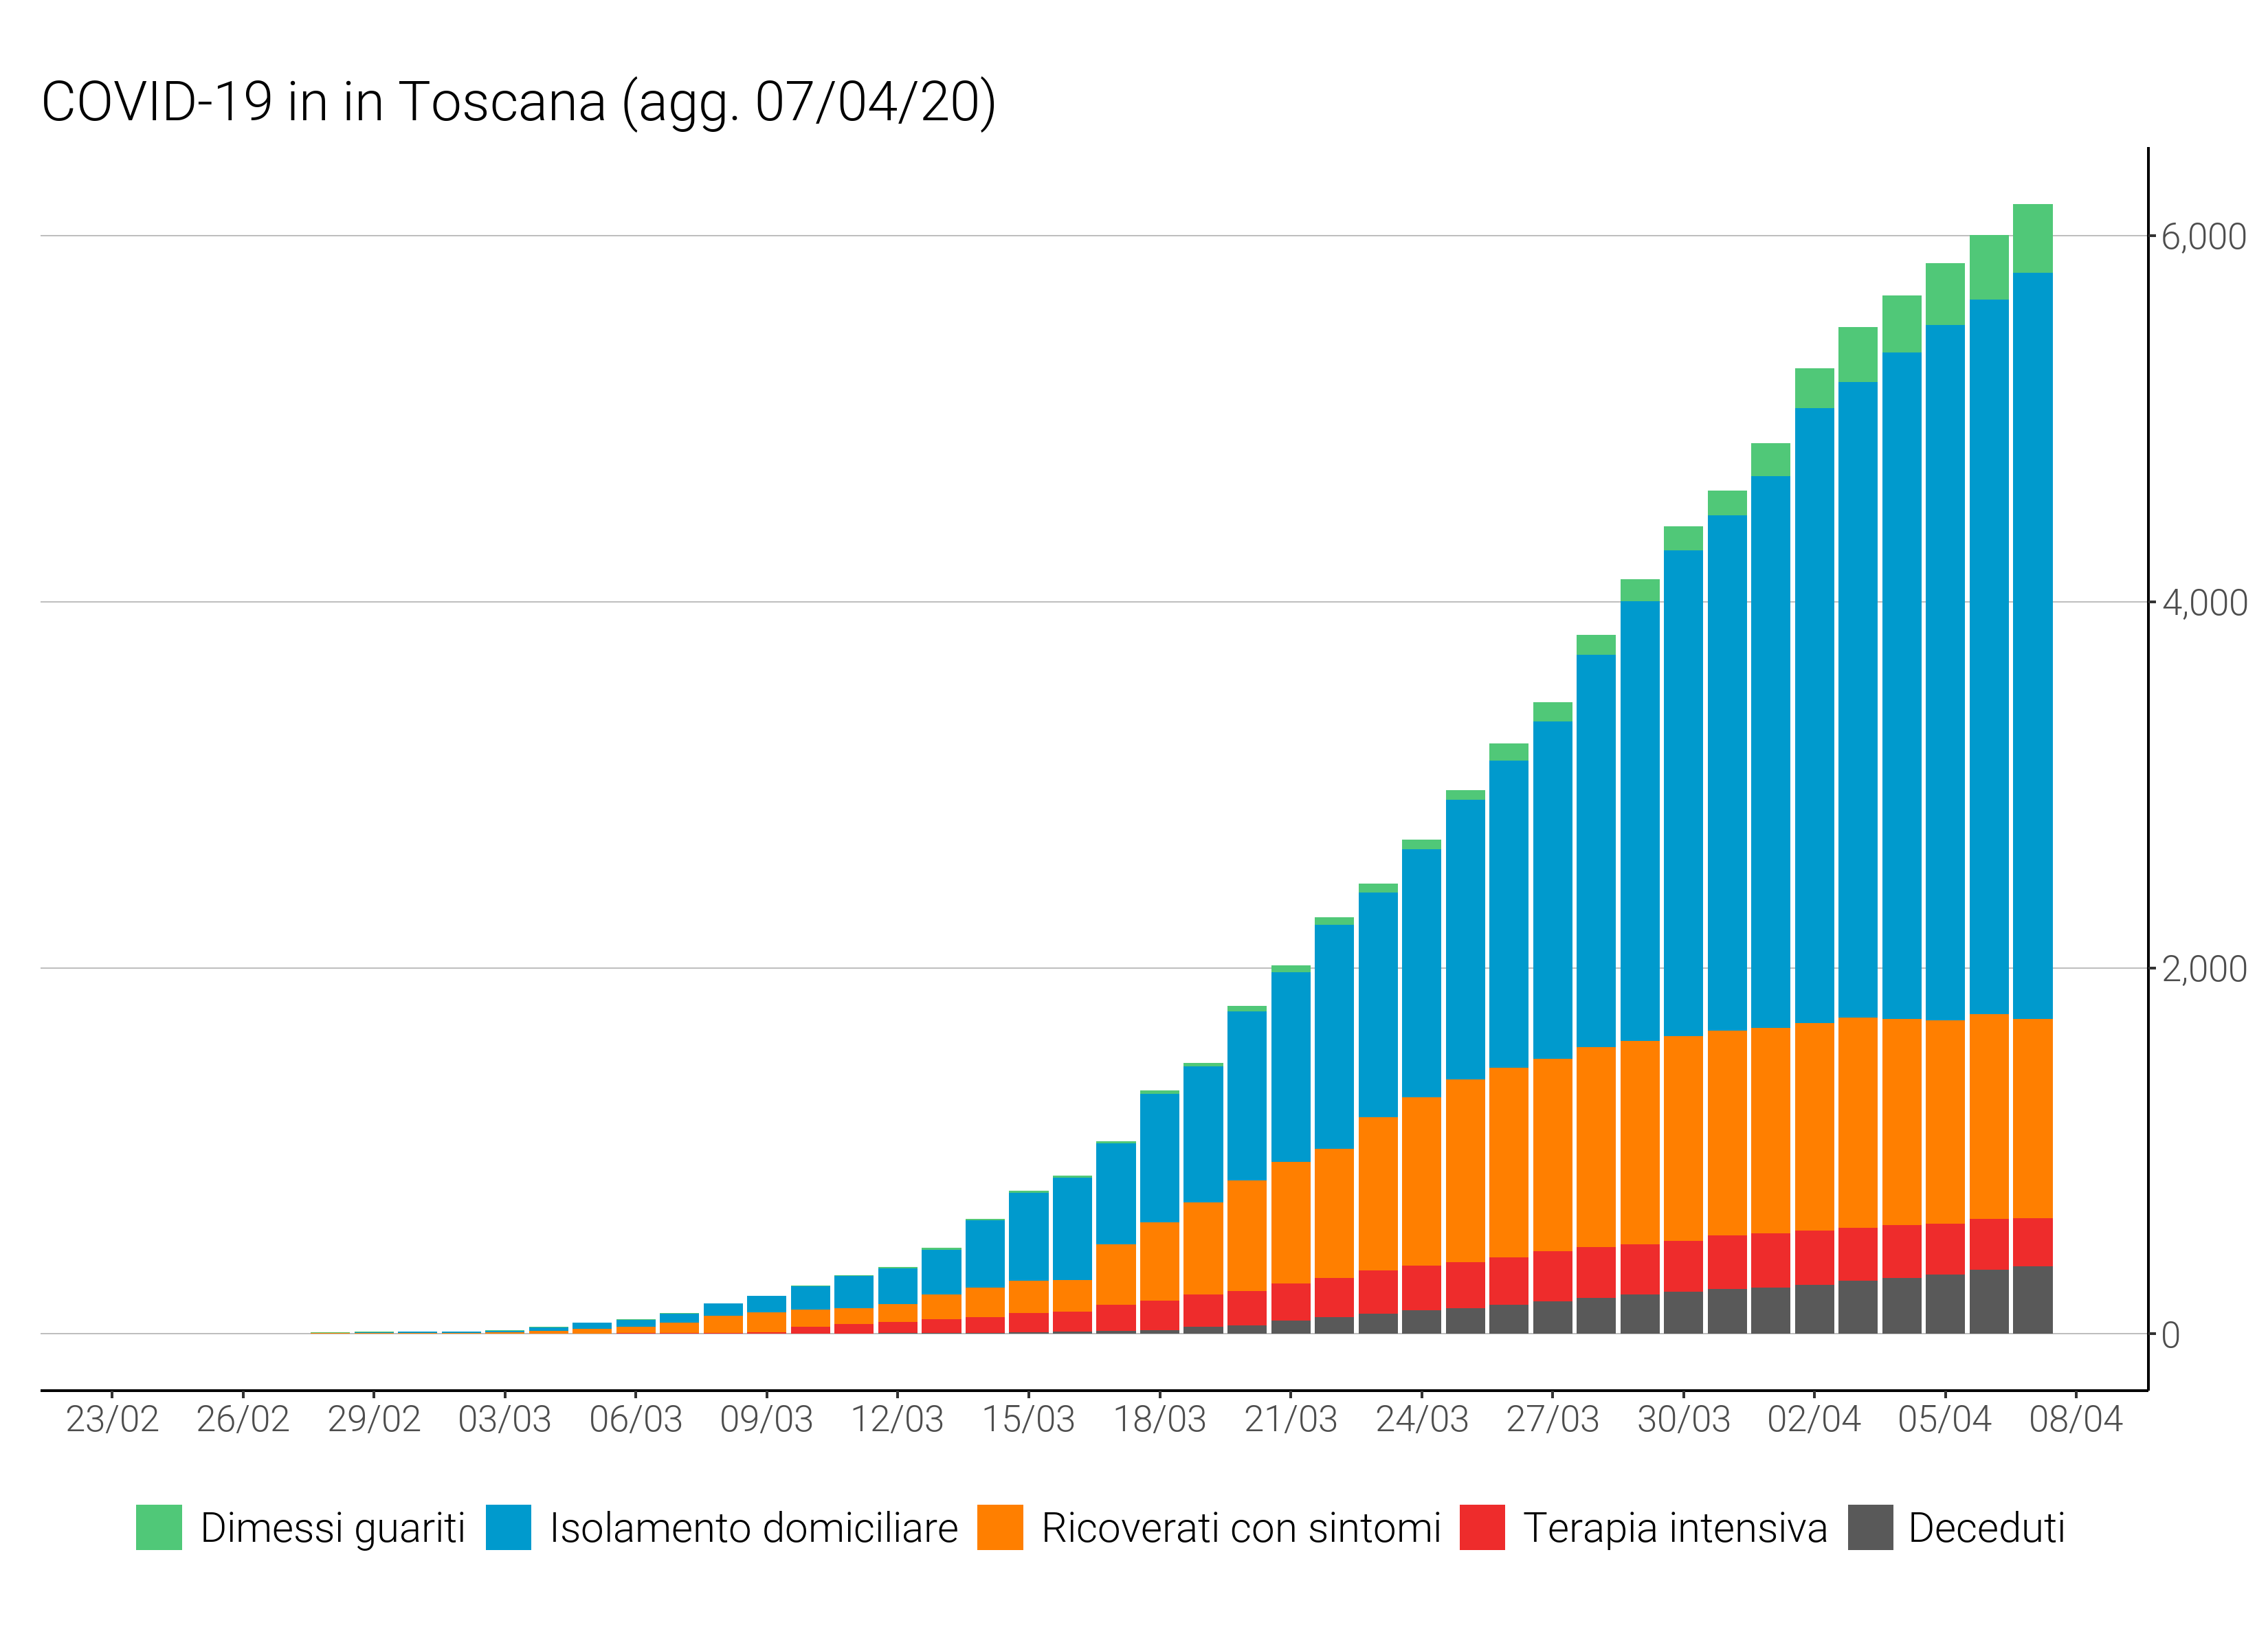 COVID-19 in in Toscana (agg. 07/04/20)
6,000
4,000
2,000
0
23/02 26/02 29/02 03/03 06/03 09/03 12/03 15/03 18/03 21/03 24/03 27/03 30/03 02/04 05/04 08/04
Dimessi guariti Isolamento domiciliare Ricoverati con sintomi Terapia intensiva Deceduti